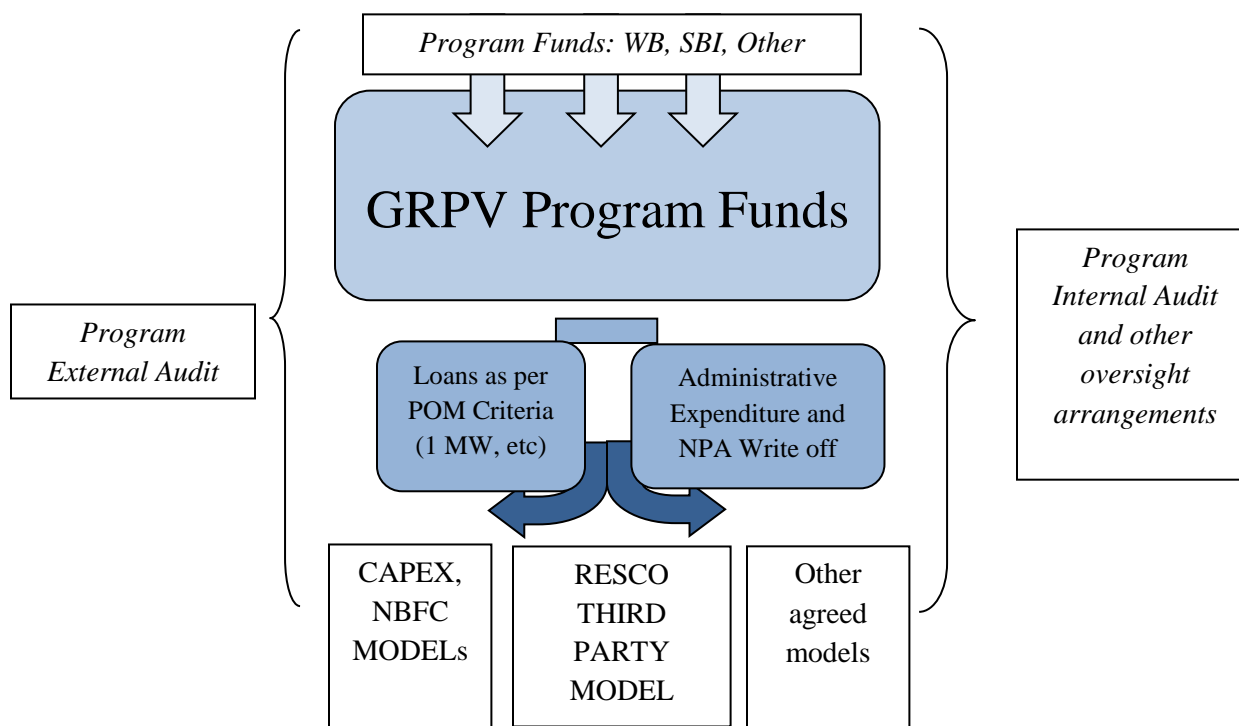 Program Funds: WB, SBI, Other
GRPV Program Funds
Program
External Audit
Program
Internal Audit
and other
oversight
arrangements
Loans as per
POM Criteria
(1 MW, etc)
Administrative
Expenditure and
NPA Write off
CAPEX,
NBFC
MODELs
RESCO
THIRD
PARTY
MODEL
Other
agreed
models